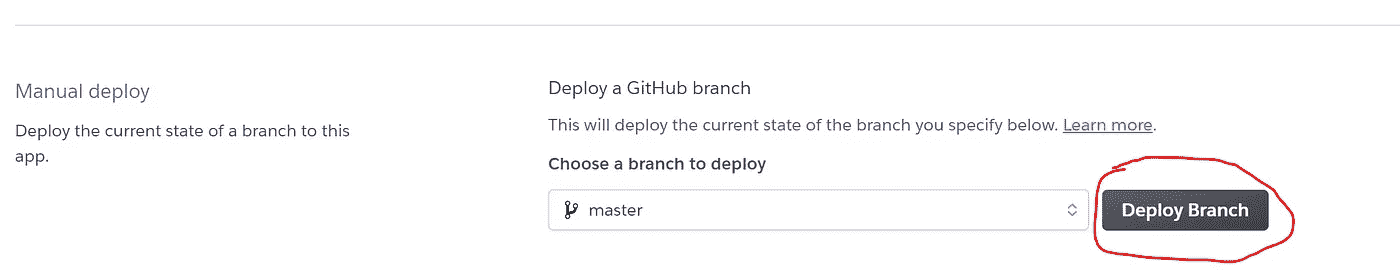 Manual deploy
Deploy the current state of a branch to this
app.
Deploy a GitHub branch
This will deploy the current state of the branch you specify below. Learn more.
Choose a branch to deploy
master
Deploy Branch